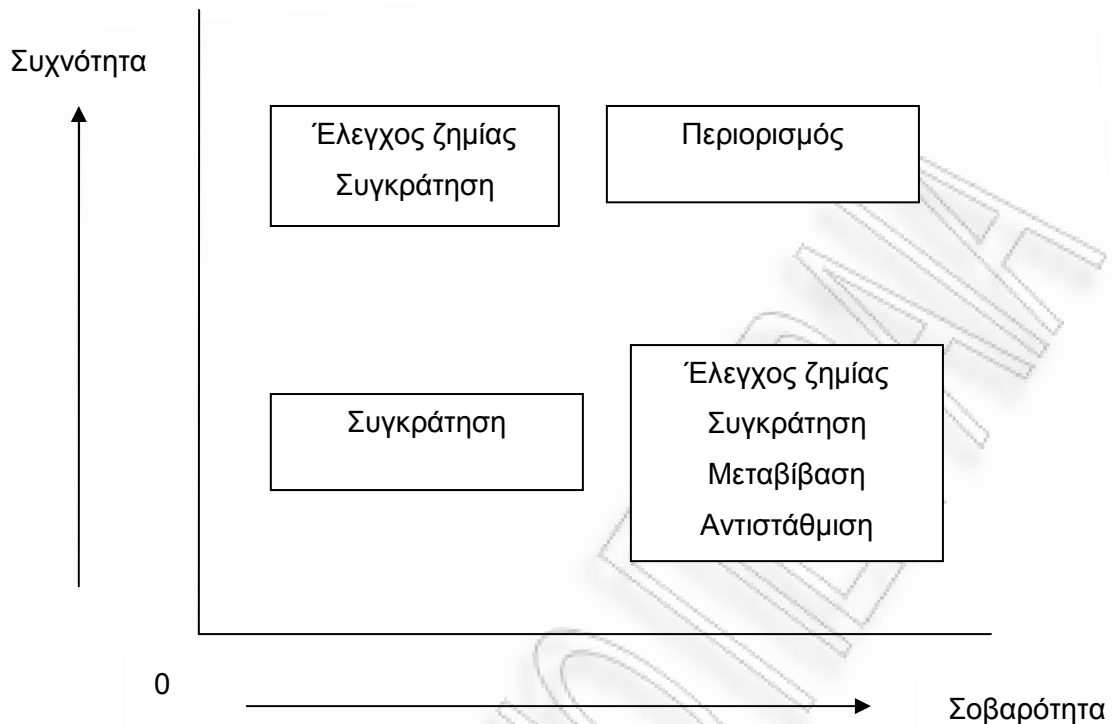 Συχνότητα
Έλεγχος ζημίας
Συγκράτηση
Περιορισμός
Συγκράτηση
Έλεγχος ζημίας
Συγκράτηση
Μεταβίβαση
Αντιστάθμιση
0
Σοβαρότητα